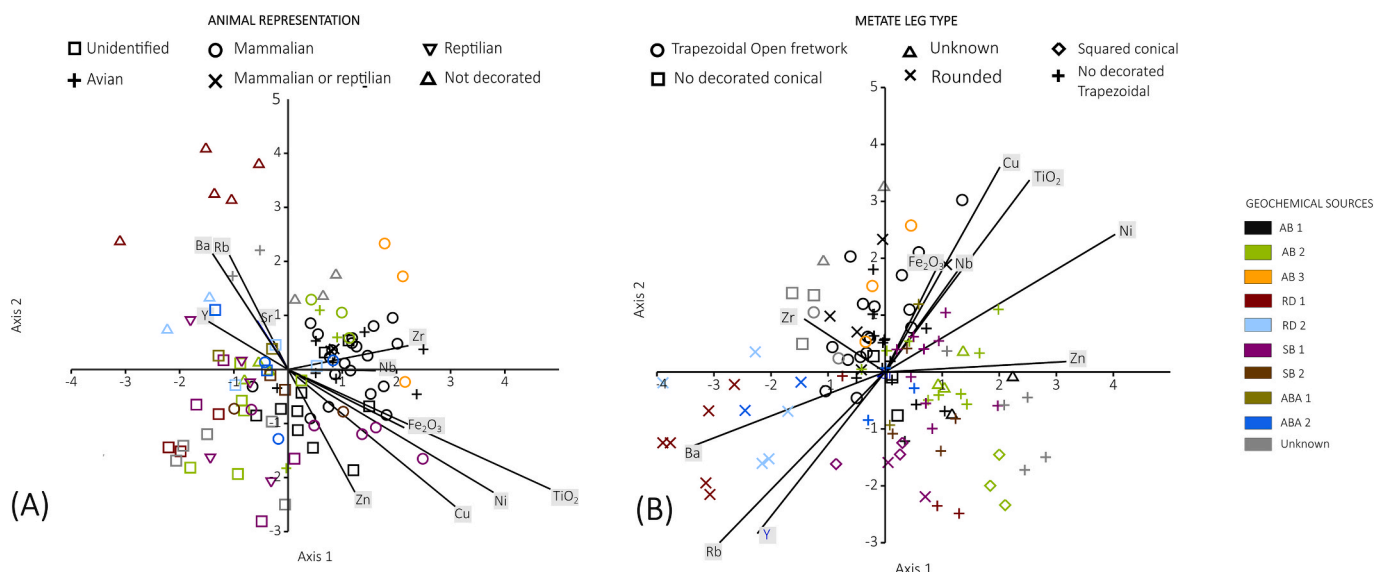 ANIMAL REPRESENTATION
Unidentified
Mammalian
Reptilian
Avian
Mammalian or reptilian
Not decorated
5
4
3
2
1
-4
-3
-2
-1
0
1
2
3
4
5
-1
-2
-3
Axis 2
Axis 1
Ba
Rb
Y
Sr
Zr
Nb
Fe₂O₃
TiO₂
Ni
Cu
Zn
(A)
METATE LEG TYPE
Trapezoidal Open fretwork
Unknown
Squared conical
No decorated conical
Rounded
No decorated
Trapezoidal
5
4
3
2
1
-4
-3
-2
-1
0
1
2
3
4
5
-1
-2
-3
Axis 2
Axis 1
Cu
TiO₂
Ni
Fe₂O₃
Nb
Zr
Zn
Ba
Rb
Y
(B)
GEOCHEMICAL SOURCES
AB 1
AB 2
AB 3
RD 1
RD 2
SB 1
SB 2
ABA 1
ABA 2
Unknown